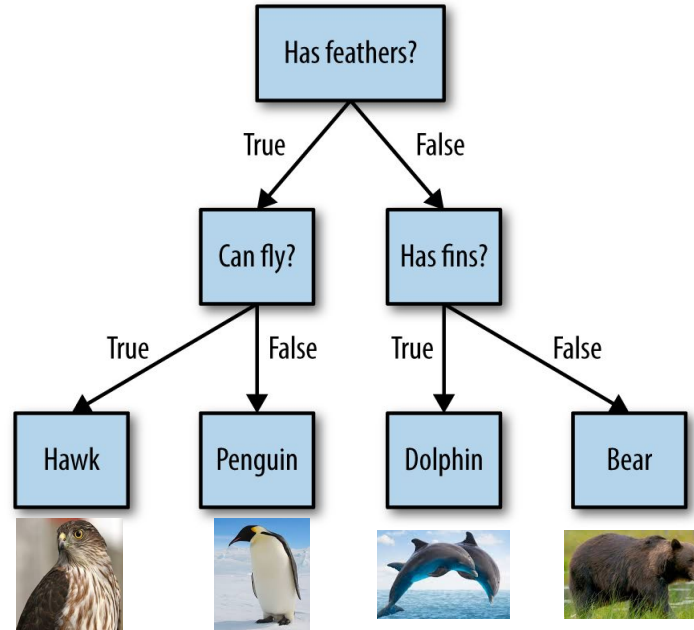 Has feathers?
True
False
Can fly?
Has fins?
True
False
True
False
Hawk
Penguin
Dolphin
Bear